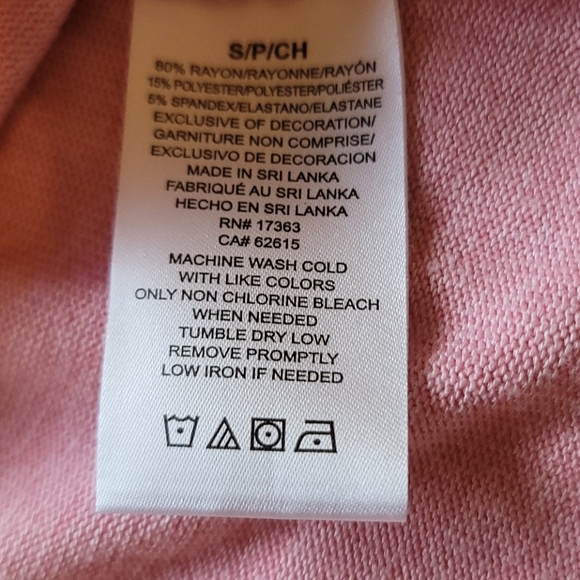 S/P/CH
80% RAYON/RAYONNE/RAYÓN
15% POLYESTER/POLYESTER/POLIÉSTER
5% SPANDEX/ELASTANO/ELASTANE
EXCLUSIVE OF DECORATION/
GARNITURE NON COMPRISE/
EXCLUSIVO DE DECORACION
MADE IN SRI LANKA
FABRIQUÉ AU SRI LANKA
HECHO EN SRI LANKA
RN# 17363
CA# 62615
MACHINE WASH COLD
WITH LIKE COLORS
ONLY NON CHLORINE BLEACH
WHEN NEEDED
TUMBLE DRY LOW
REMOVE PROMPTLY
LOW IRON IF NEEDED